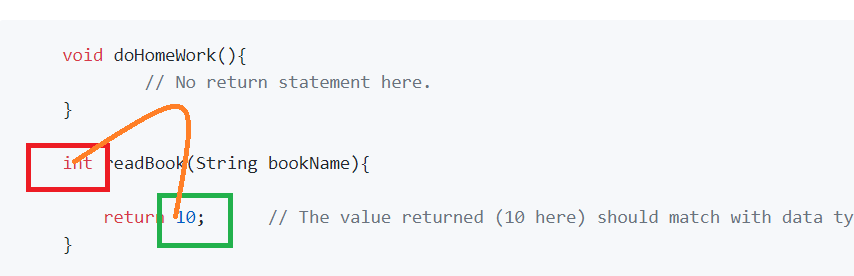 void doHomeWork(){
// No return statement here.
}
int readBook(String bookName){
return 10; // The value returned (10 here) should match with data ty
}